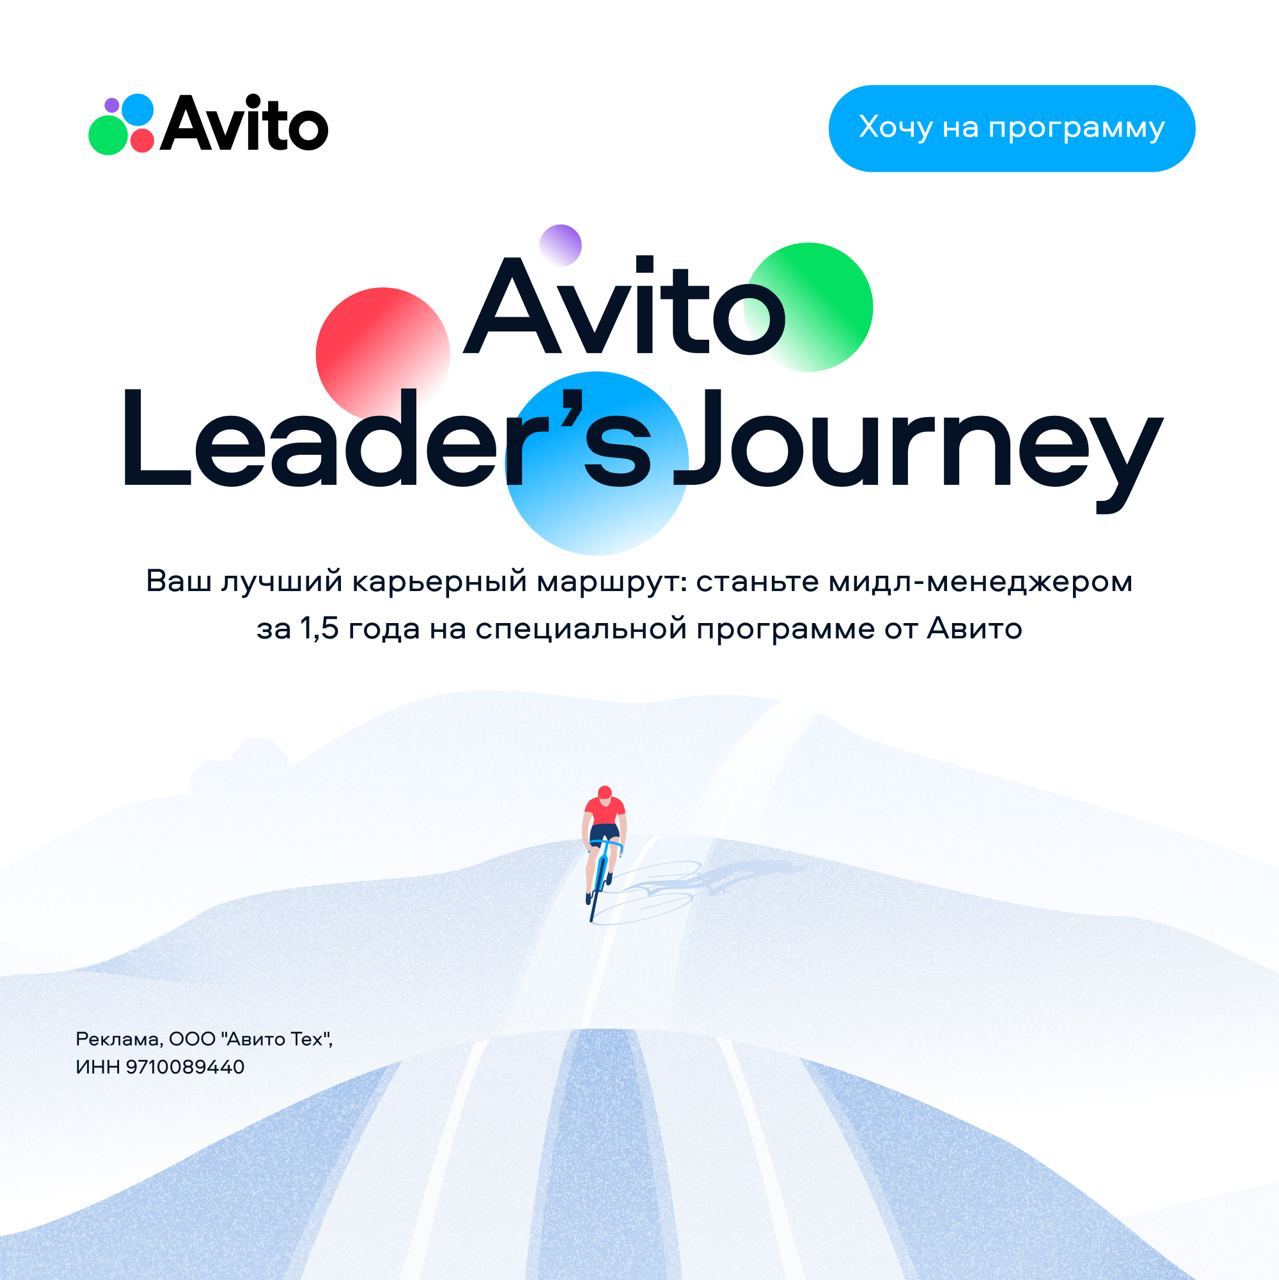 Avito
Хочу на программу
Avito
Leader’s Journey
Ваш лучший карьерный маршрут: станьте мидл-менеджером
за 1,5 года на специальной программе от Авито
Реклама, ООО "Авито Тех",
ИНН 9710089440